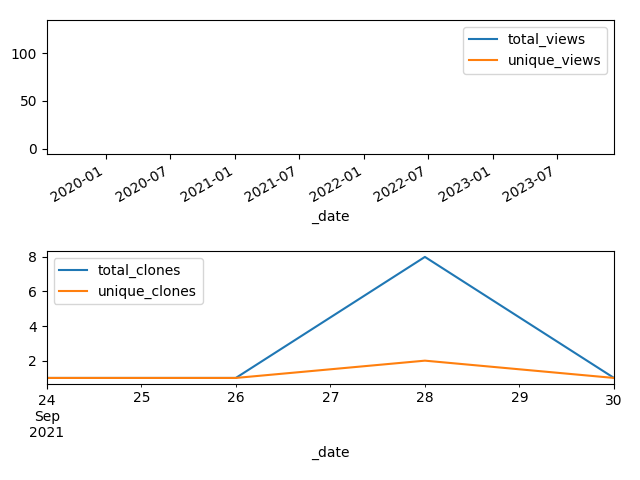 total_views
unique_views
100
50
0
2020-01 2020-07 2021-01 2021-07 2022-01 2022-07 2023-01 2023-07
_date
total_clones
unique_clones
8
6
4
2
24 25 26 27 28 29 30
Sep
2021
_date